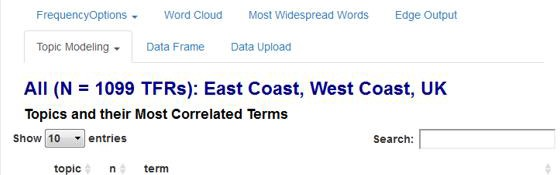 FrequencyOptions Word Cloud Most Widespread Words Edge Output
Topic Modeling Data Frame Data Upload
All (N = 1099 TFRs): East Coast, West Coast, UK
Topics and their Most Correlated Terms
Show 10 entries Search:
topic n term